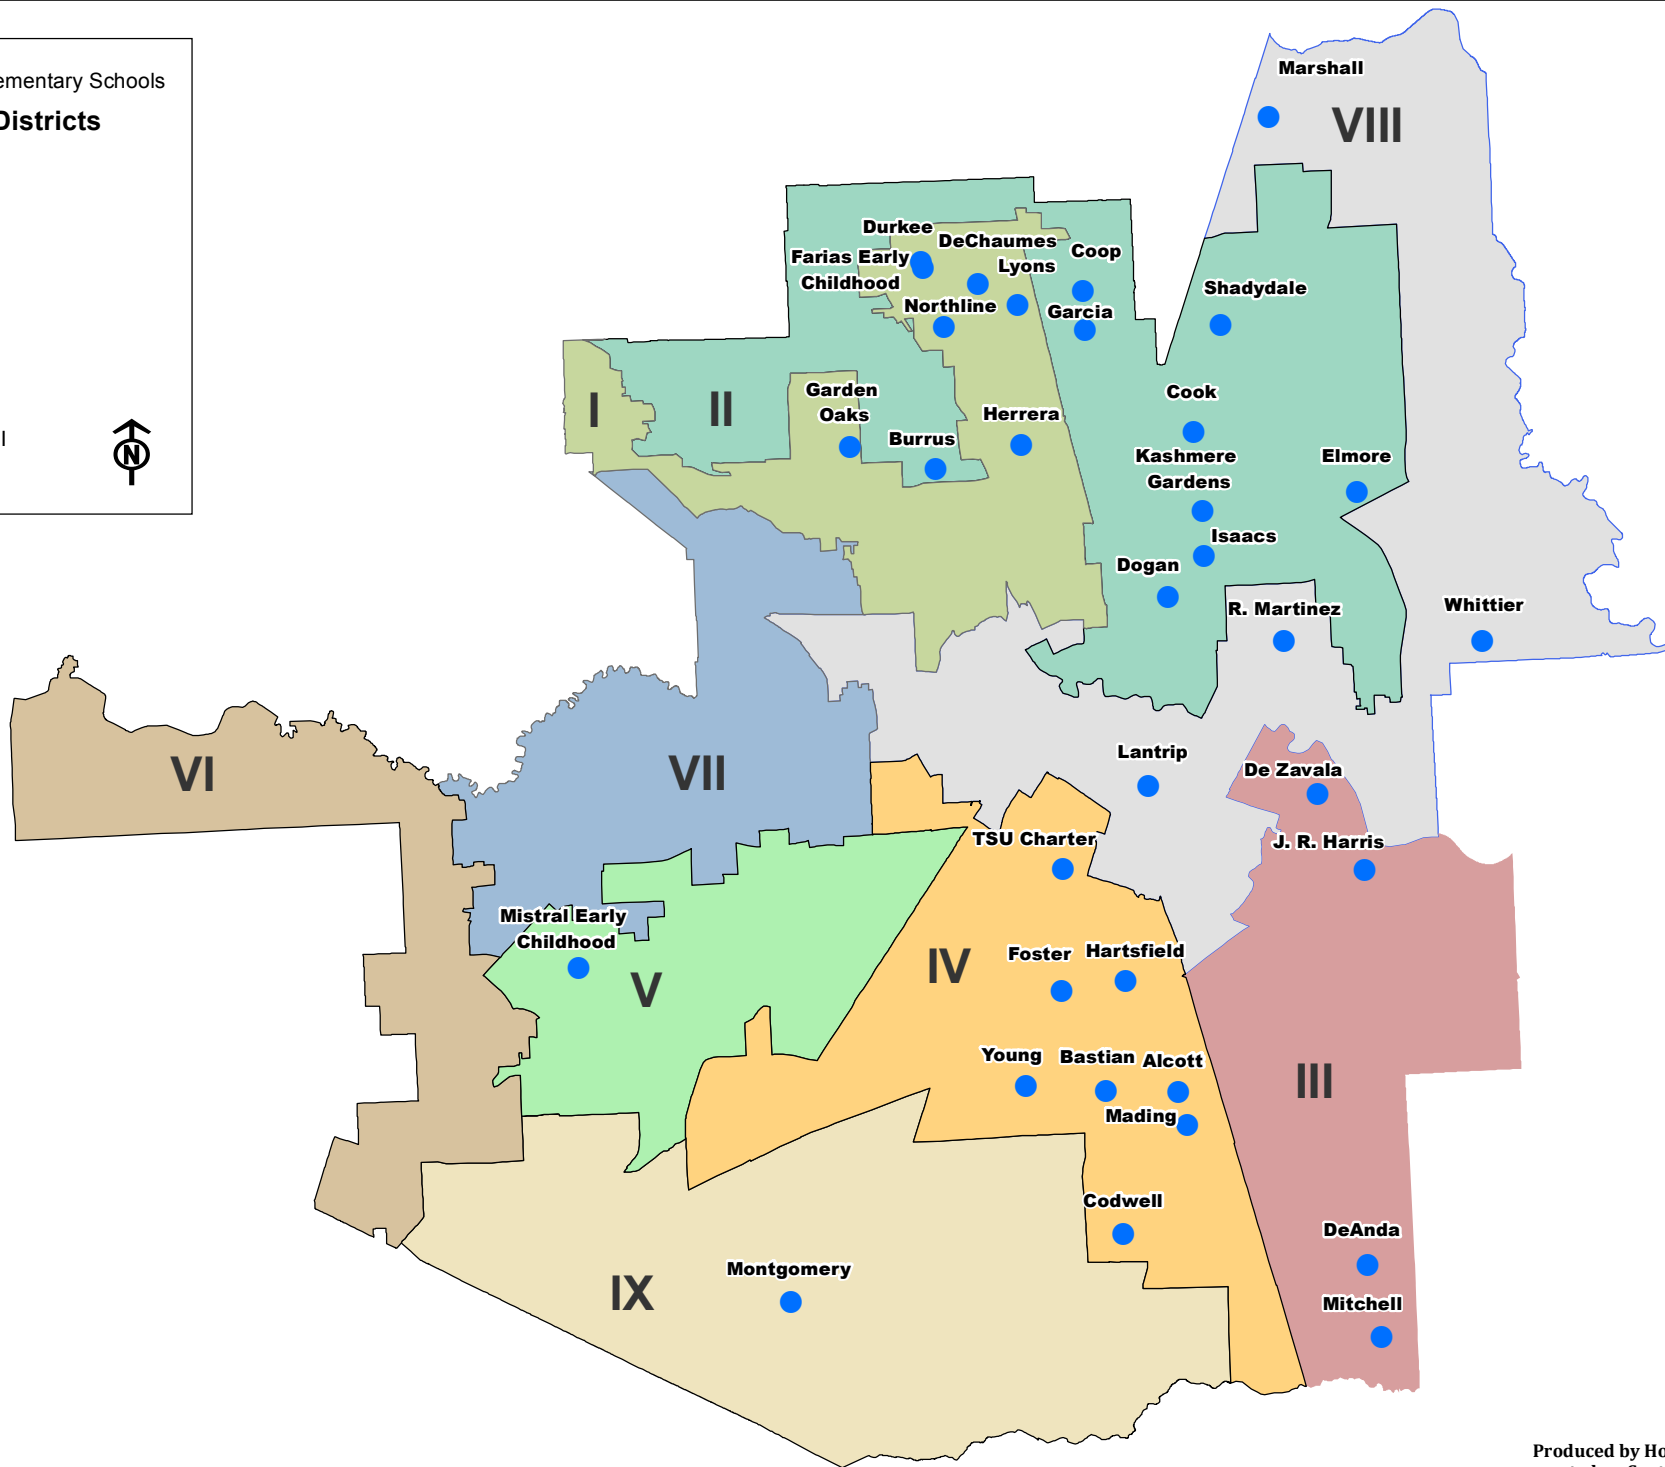 ementary Schools
Districts
l
N
Marshall
VIII
Durkee
DeChaumes
Farias Early
Childhood
Lyons
Coop
Northline
Garcia
Shadydale
I
II
Garden
Oaks
Burrus
Herrera
Cook
Kashmere
Gardens
Elmore
Isaacs
Dogan
R. Martinez
Whittier
VI
VII
Lantrip
De Zavala
TSU Charter
J. R. Harris
Mistral Early
Childhood
V
IV
Foster
Hartsfield
Young
Bastian
Alcott
Mading
III
Codwell
DeAnda
Montgomery
IX
Mitchell
Produced by Ho